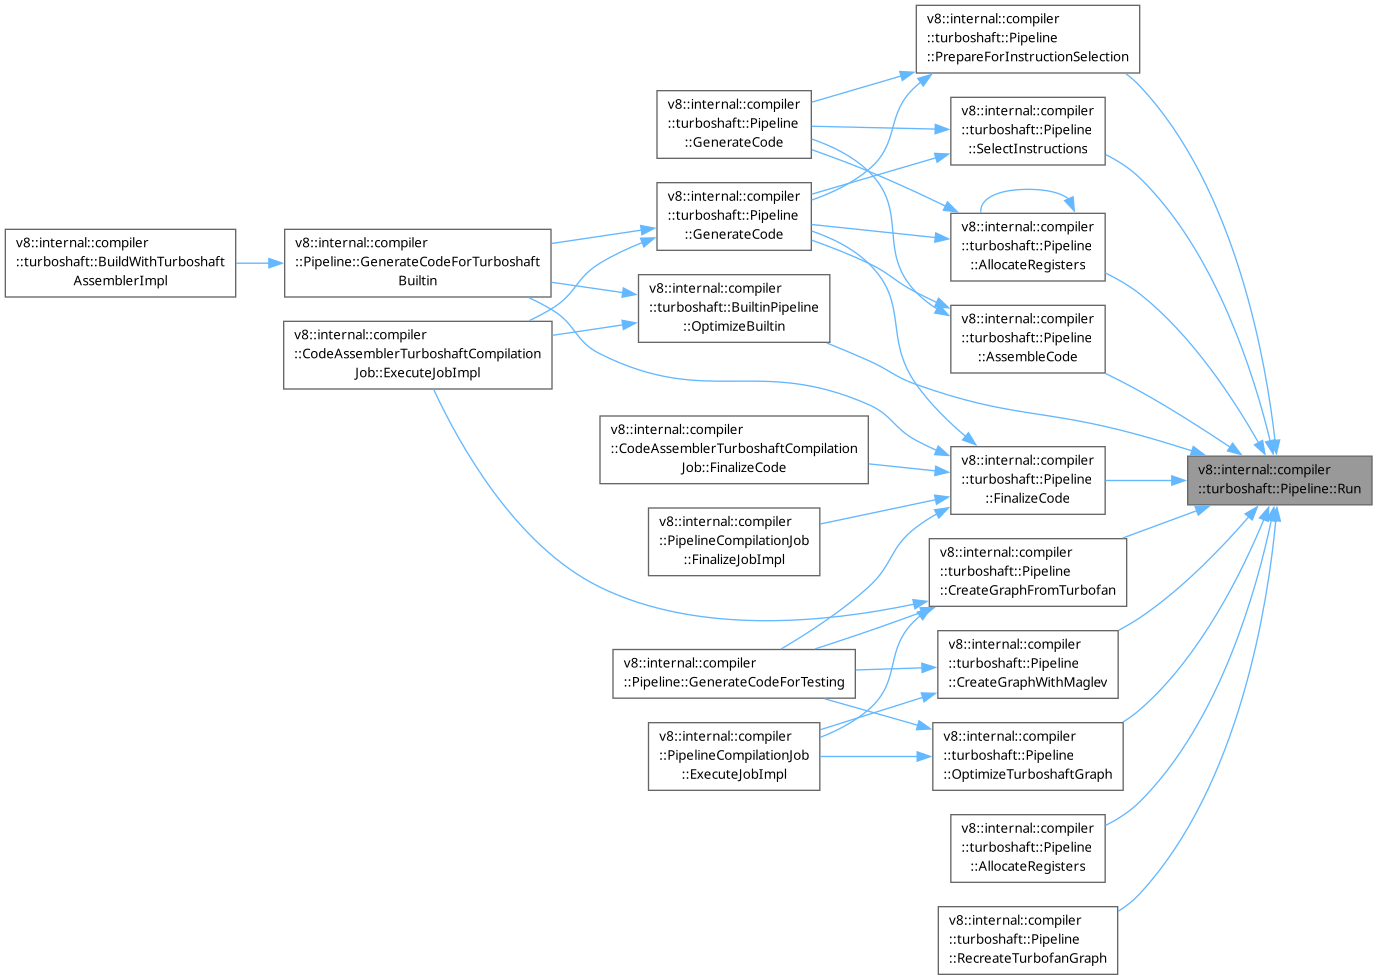 v8::internal::compiler
::turboshaft::Pipeline
::PrepareForInstructionSelection
v8::internal::compiler
::turboshaft::Pipeline
::GenerateCode
v8::internal::compiler
::turboshaft::Pipeline
::SelectInstructions
v8::internal::compiler
::turboshaft::Pipeline
::GenerateCode
v8::internal::compiler
::turboshaft::Pipeline
::AllocateRegisters
v8::internal::compiler
::turboshaft::BuildWithTurboshaft
AssemblerImpl
v8::internal::compiler
::Pipeline::GenerateCodeForTurboshaft
Builtin
v8::internal::compiler
::turboshaft::BuiltinPipeline
::OptimizeBuiltin
v8::internal::compiler
::turboshaft::Pipeline
::AssembleCode
v8::internal::compiler
::CodeAssemblerTurboshaftCompilation
Job::ExecuteJobImpl
v8::internal::compiler
::CodeAssemblerTurboshaftCompilation
Job::FinalizeCode
v8::internal::compiler
::turboshaft::Pipeline
::FinalizeCode
v8::internal::compiler
::turboshaft::Pipeline::Run
v8::internal::compiler
::PipelineCompilationJob
::FinalizeJobImpl
v8::internal::compiler
::turboshaft::Pipeline
::CreateGraphFromTurbofan
v8::internal::compiler
::Pipeline::GenerateCodeForTesting
v8::internal::compiler
::turboshaft::Pipeline
::CreateGraphWithMaglev
v8::internal::compiler
::PipelineCompilationJob
::ExecuteJobImpl
v8::internal::compiler
::turboshaft::Pipeline
::OptimizeTurboshaftGraph
v8::internal::compiler
::turboshaft::Pipeline
::AllocateRegisters
v8::internal::compiler
::turboshaft::Pipeline
::RecreateTurbofanGraph